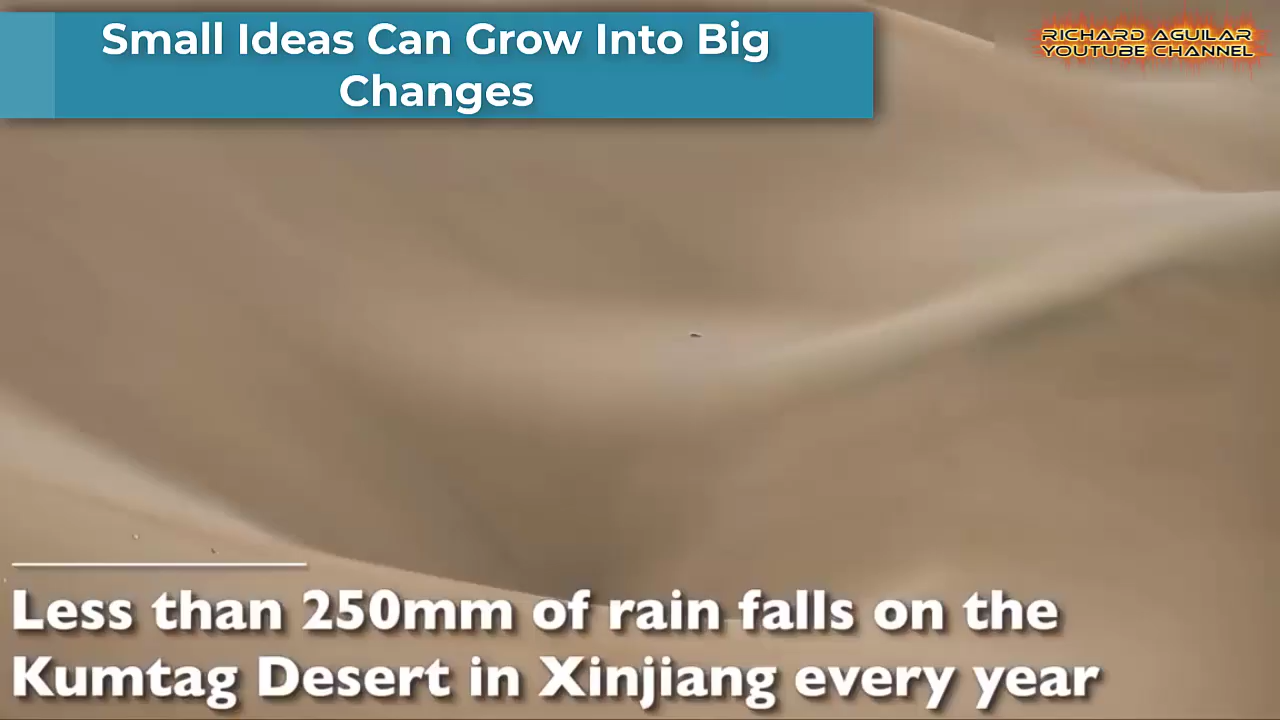 Small Ideas Can Grow Into Big
Changes
RICHARD AGUILAR
YOUTUBE CHANNEL
Less than 250mm of rain falls on the
Kumtag Desert in Xinjiang every year